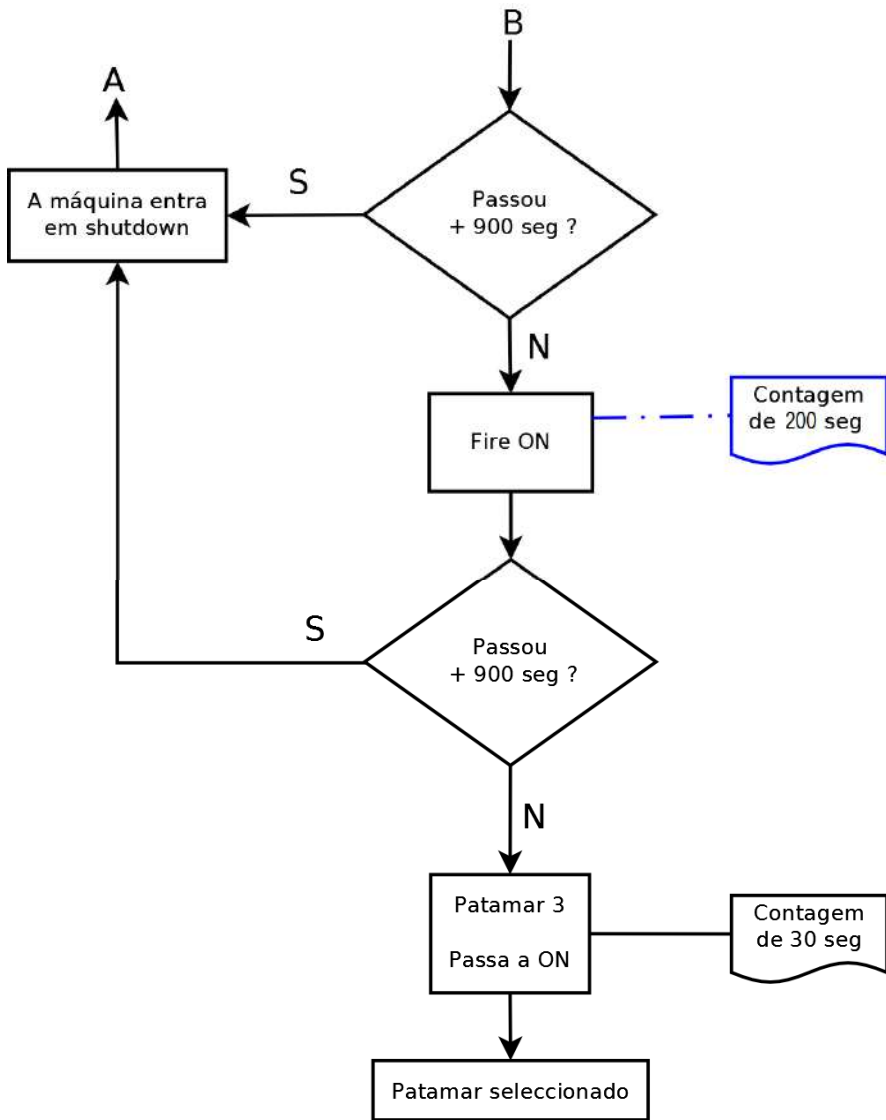 B
A
A máquina entra
em shutdown
S
Passou
+ 900 seg ?
N
Fire ON
Contagem
de 200 seg
S
Passou
+ 900 seg ?
N
Patamar 3
Passa a ON
Contagem
de 30 seg
Patamar seleccionado